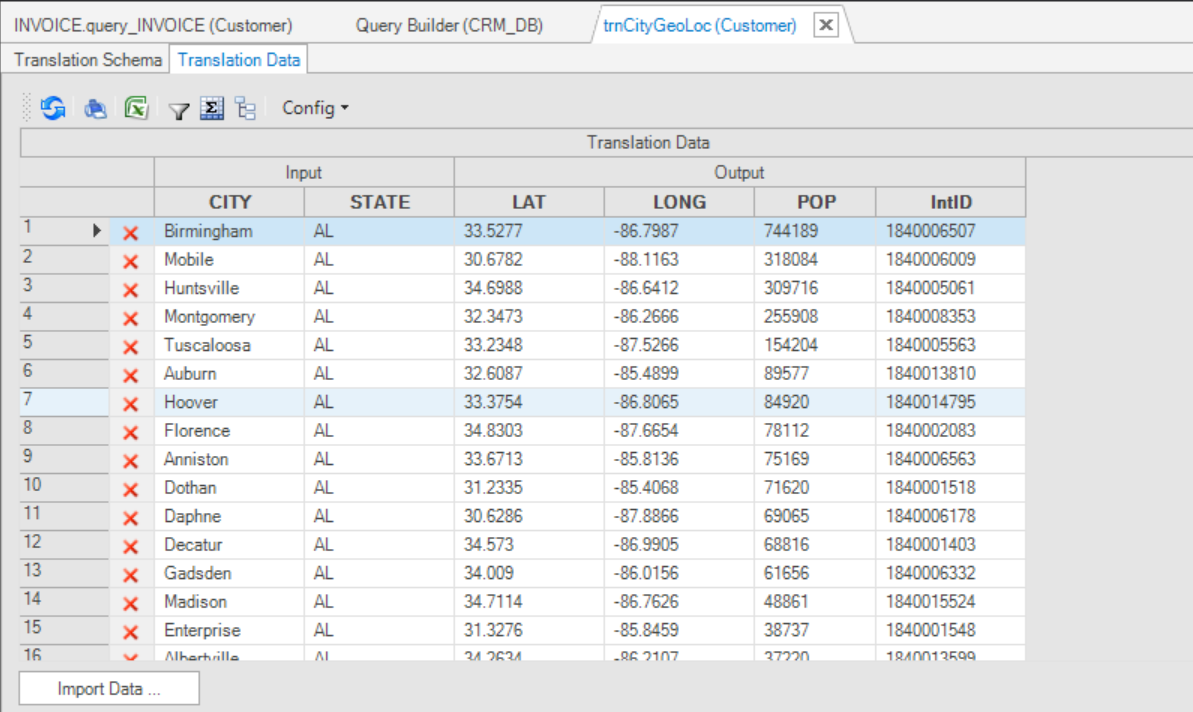 INVOICE.query_INVOICE (Customer) Query Builder (CRM_DB) trnCityGeoLoc (Customer)
Translation Schema Translation Data
Config
Translation Data
Input Output
CITY STATE LAT LONG POP IntID
1 Birmingham AL 33.5277 -86.7987 744189 1840006507
2 Mobile AL 30.6782 -88.1163 318084 1840006009
3 Huntsville AL 34.6988 -86.6412 309716 1840005061
4 Montgomery AL 32.3473 -86.2666 255908 1840008353
5 Tuscaloosa AL 33.2348 -87.5266 154204 1840005563
6 Auburn AL 32.6087 -85.4899 89577 1840013810
7 Hoover AL 33.3754 -86.8065 84920 1840014795
8 Florence AL 34.8303 -87.6654 78112 1840002083
9 Anniston AL 33.6713 -85.8136 75169 1840006563
10 Dothan AL 31.2335 -85.4068 71620 1840001518
11 Daphne AL 30.6286 -87.8866 69065 1840006178
12 Decatur AL 34.573 -86.9905 68816 1840001403
13 Gadsden AL 34.009 -86.0156 61656 1840006332
14 Madison AL 34.7114 -86.7626 48861 1840015524
15 Enterprise AL 31.3276 -85.8459 38737 1840001548
16 Albertville AL 34.2634 -86.2107 37220 1840013599
Import Data ...